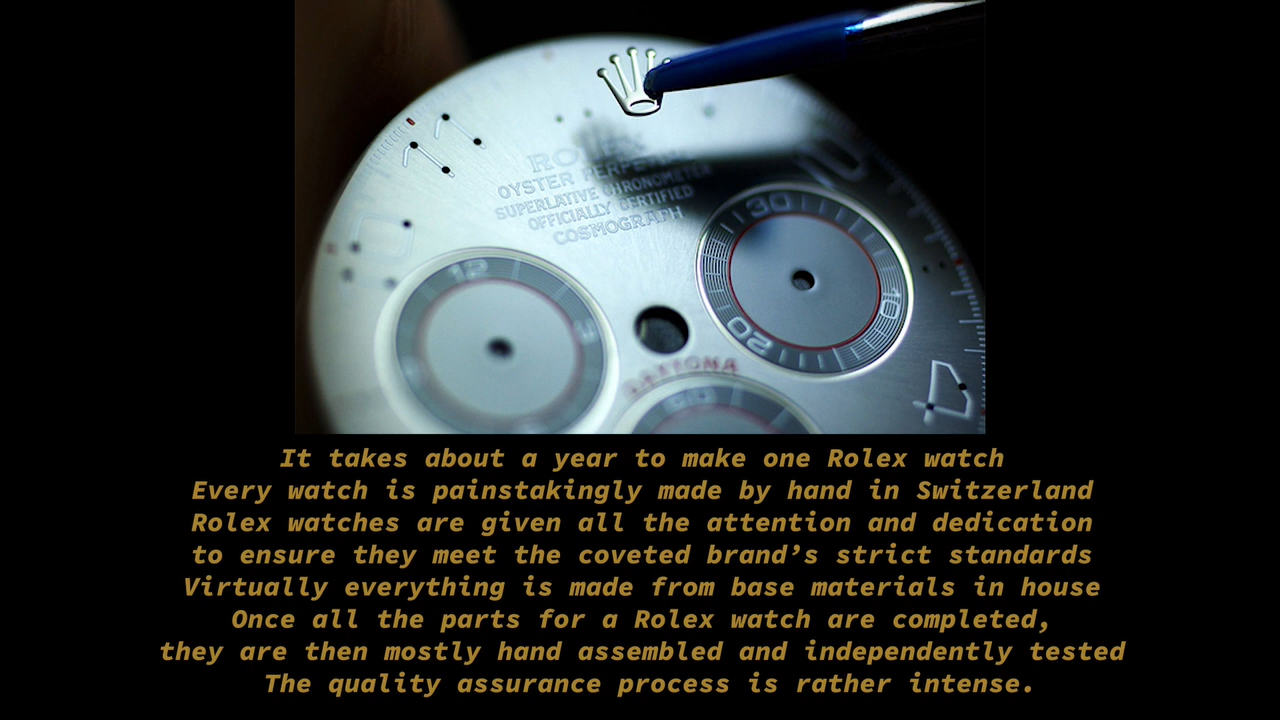 11
ROLEX
OYSTER PERPETUAL
SUPERLATIVE CHRONOMETER
OFFICIALLY CERTIFIED
COSMOGRAPH
30
10
20
12
DAYTONA
4
It takes about a year to make one Rolex watch
Every watch is painstakingly made by hand in Switzerland
Rolex watches are given all the attention and dedication
to ensure they meet the coveted brand’s strict standards
Virtually everything is made from base materials in house
Once all the parts for a Rolex watch are completed,
they are then mostly hand assembled and independently tested
The quality assurance process is rather intense.